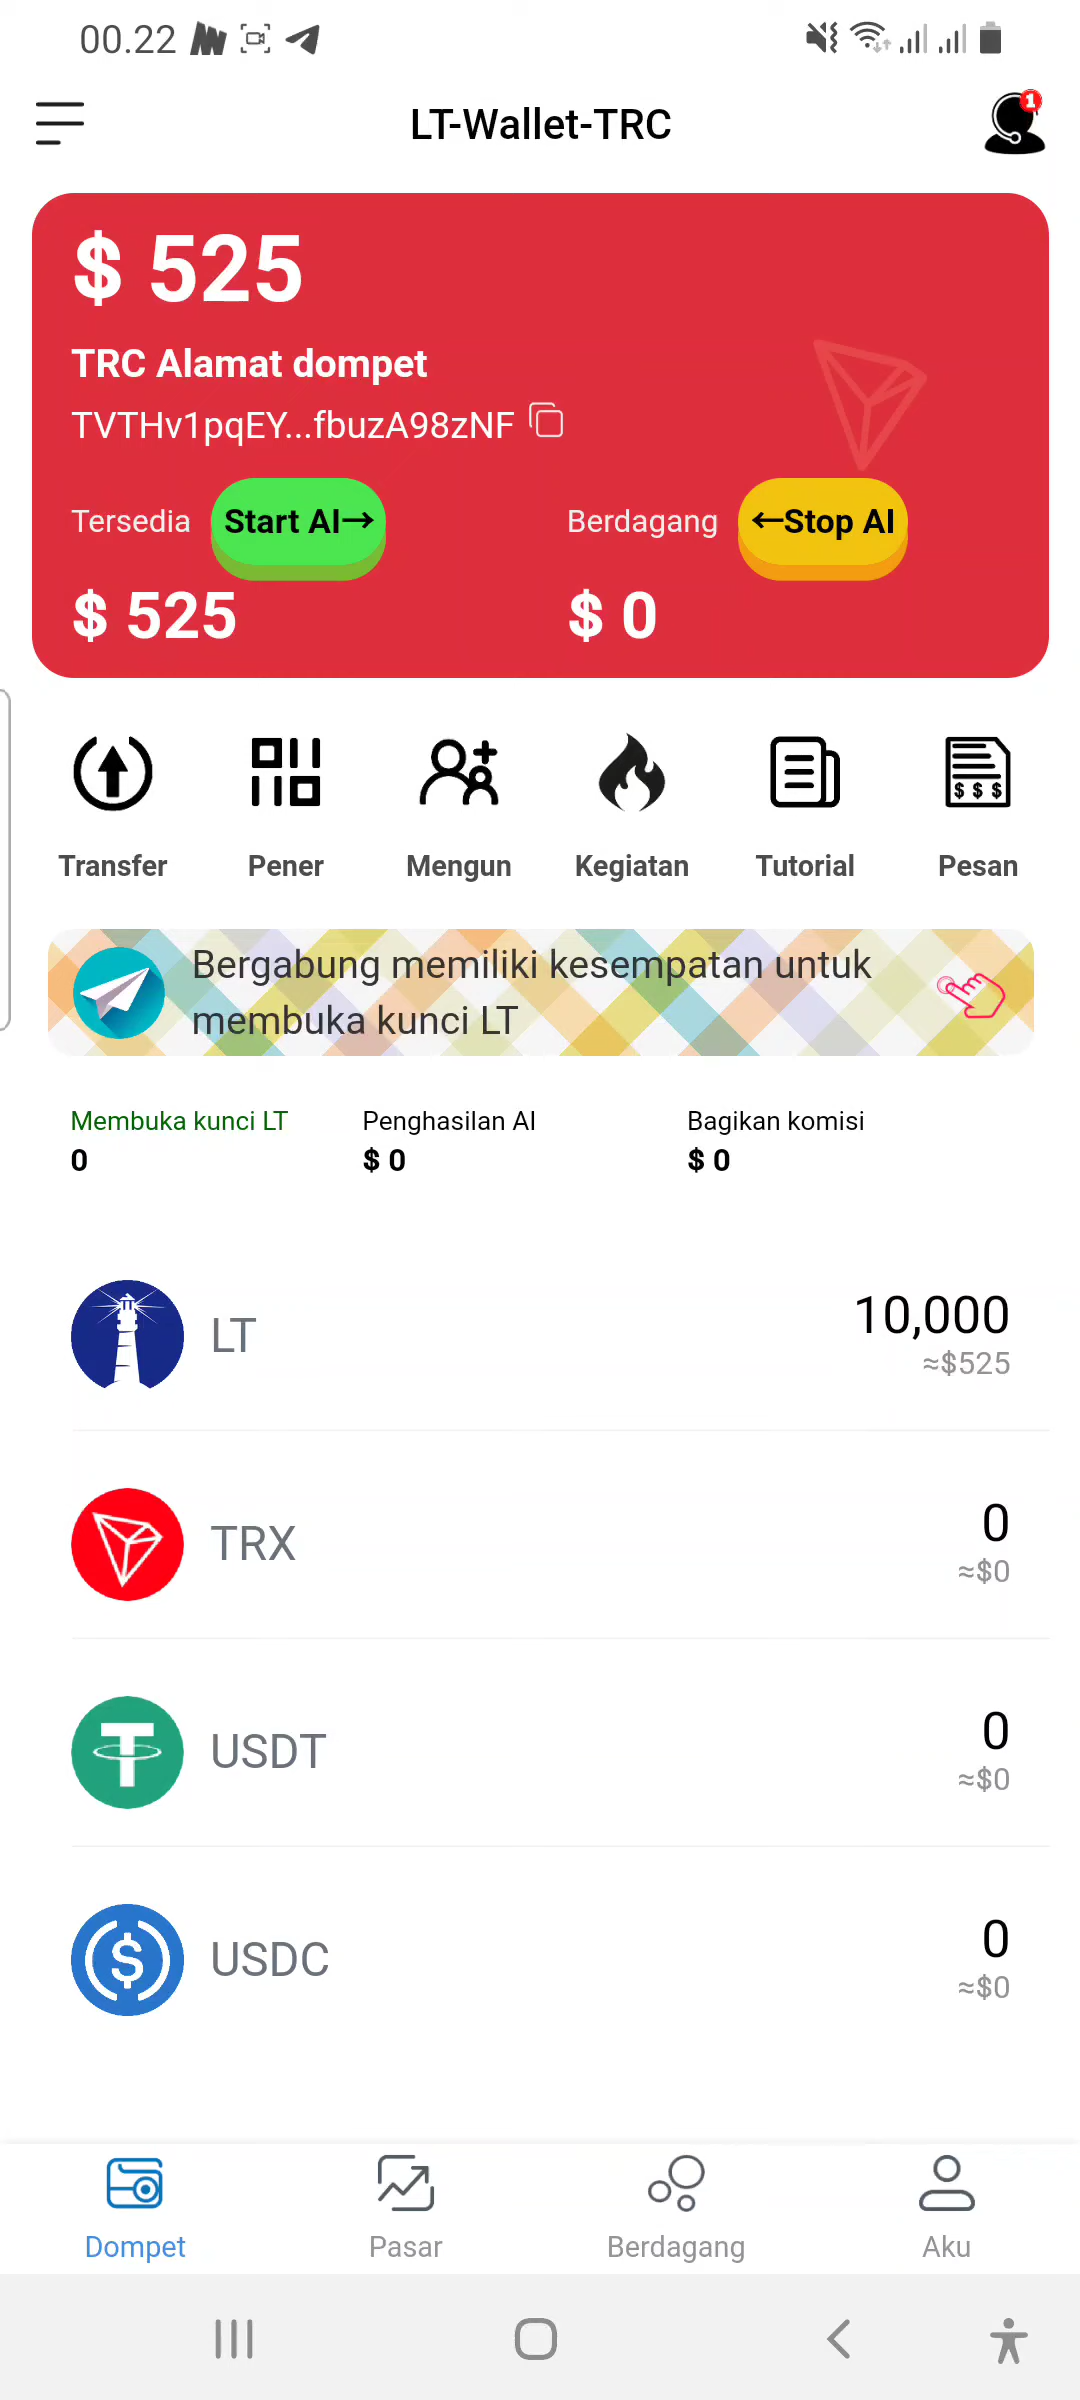 00.22
LT-Wallet-TRC
1
$ 525
TRC Alamat dompet
TVTHv1pqEY...fbuzA98zNF
Tersedia Start AI→ Berdagang ←Stop AI
$ 525 $ 0
Transfer Pener Mengun Kegiatan Tutorial Pesan
Bergabung memiliki kesempatan untuk
membuka kunci LT
Membuka kunci LT Penghasilan AI Bagikan komisi
0 $ 0 $ 0
LT 10,000
≈$525
TRX 0
≈$0
USDT 0
≈$0
USDC 0
≈$0
Dompet Pasar Berdagang Aku